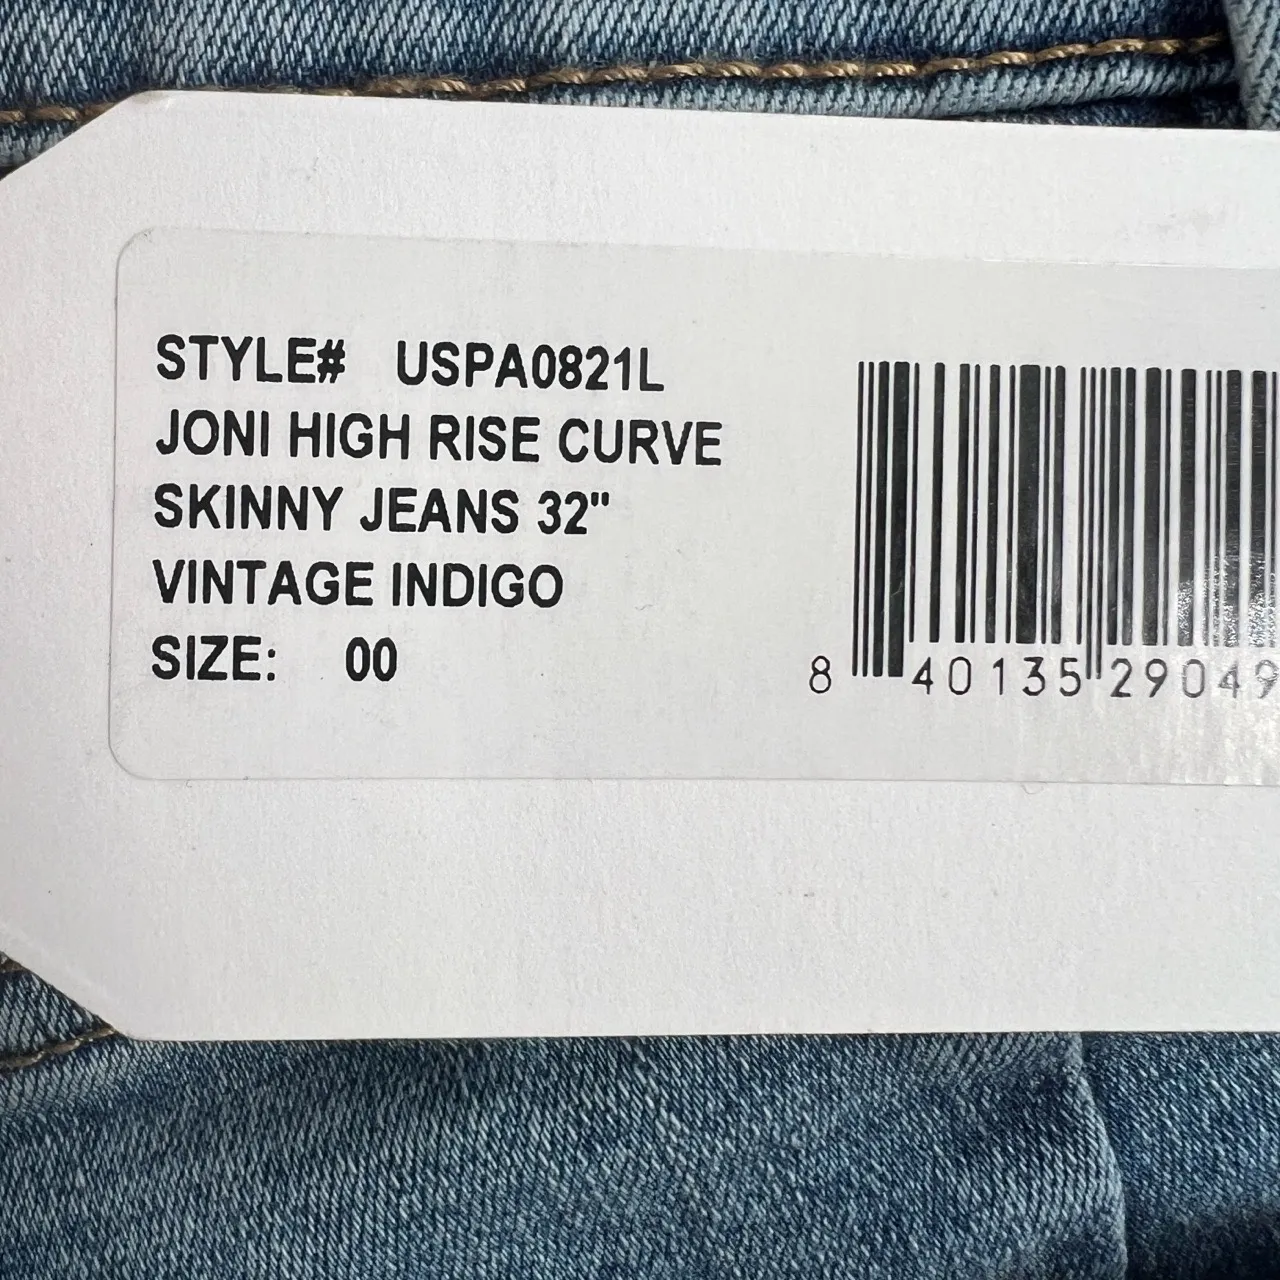 STYLE# USPA0821L
JONI HIGH RISE CURVE
SKINNY JEANS 32"
VINTAGE INDIGO
SIZE: 00
8 40135 29049